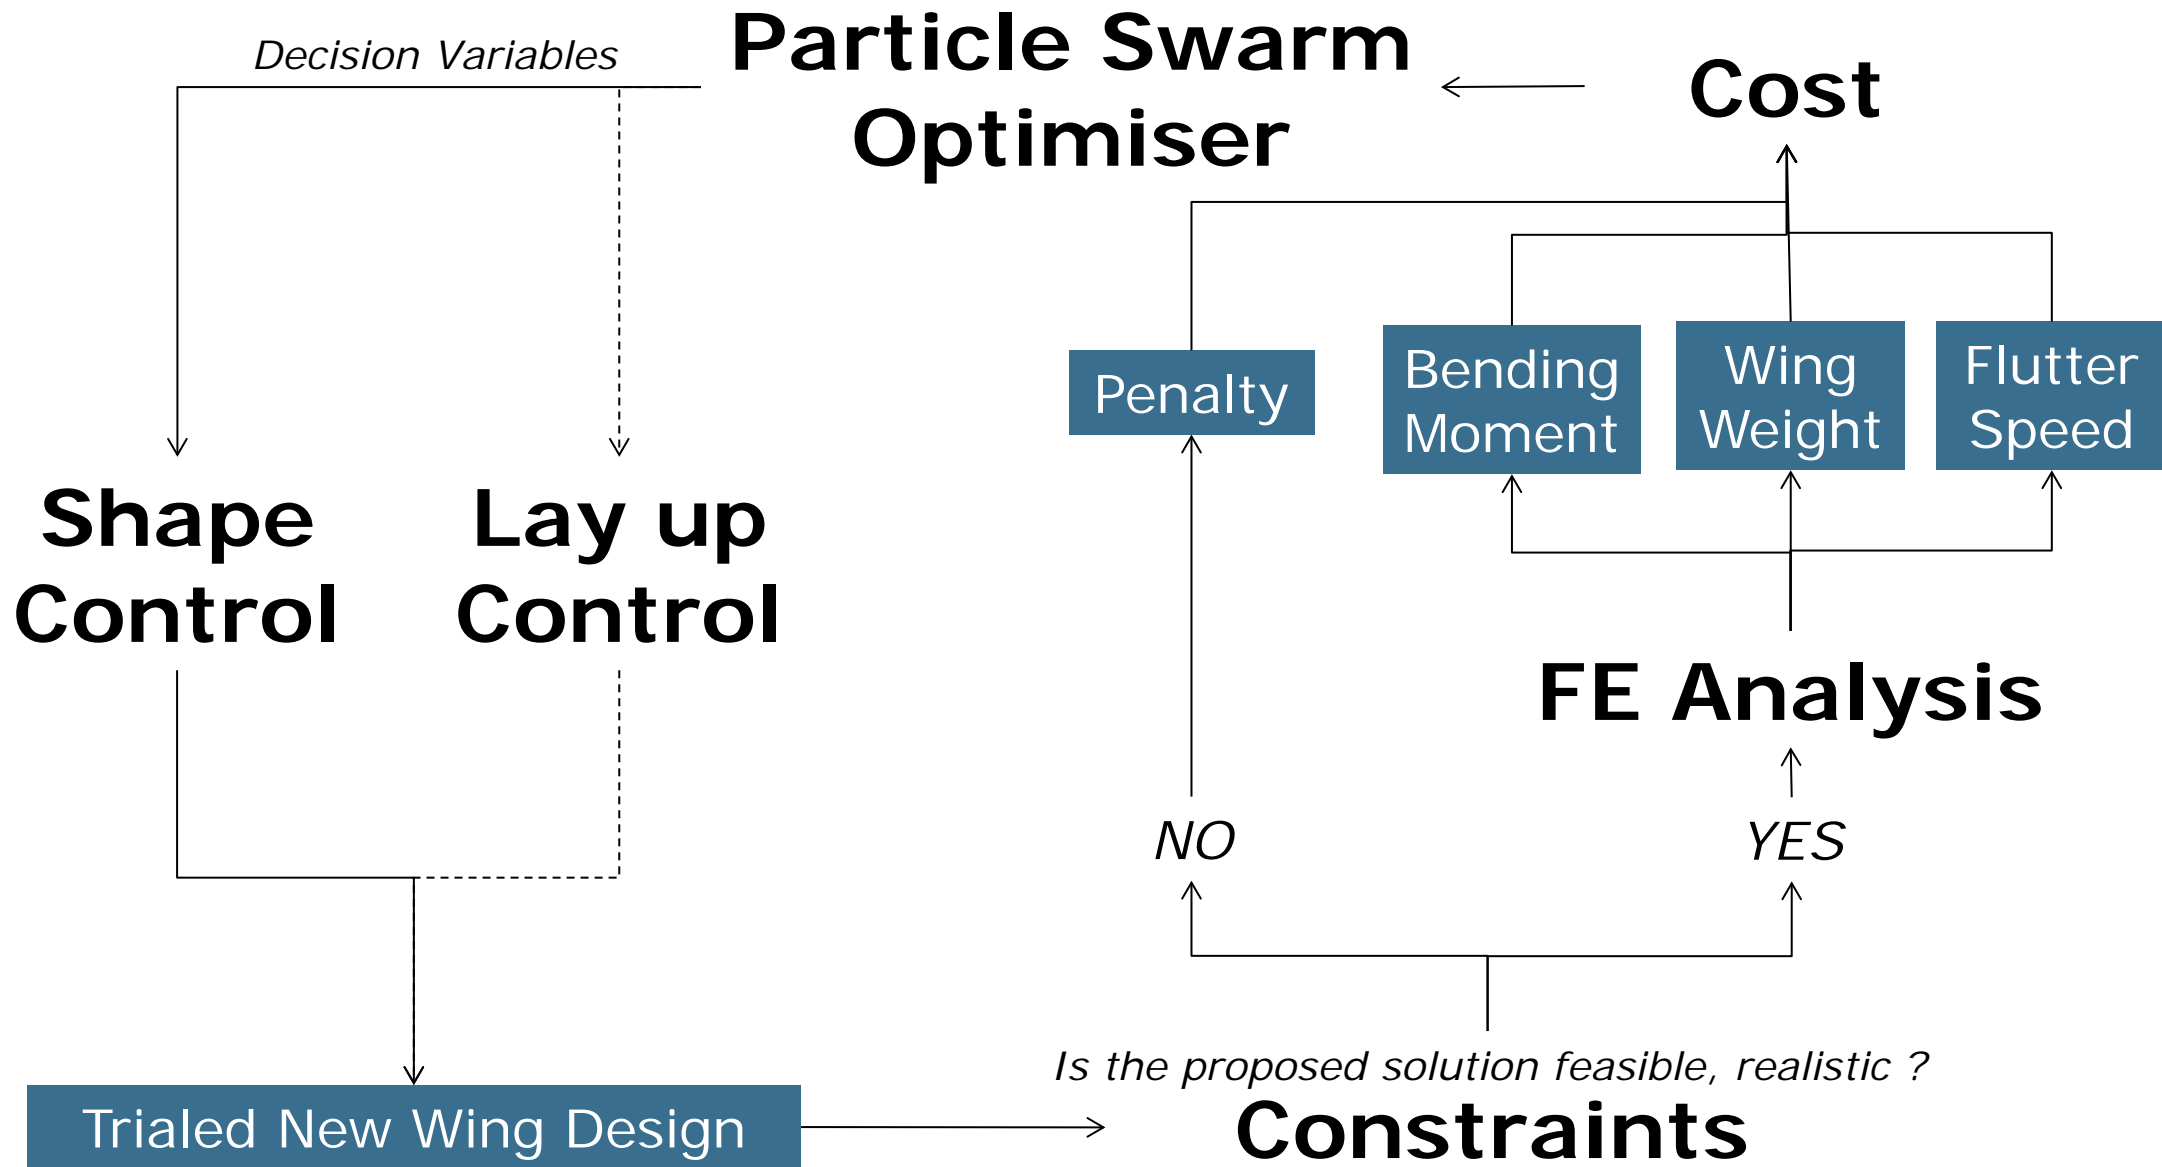 Decision Variables
Particle Swarm
Optimiser
Cost
Penalty
Bending
Moment
Wing
Weight
Flutter
Speed
Shape
Control
Lay up
Control
FE Analysis
NO
YES
Is the proposed solution feasible, realistic ?
Trialed New Wing Design
Constraints